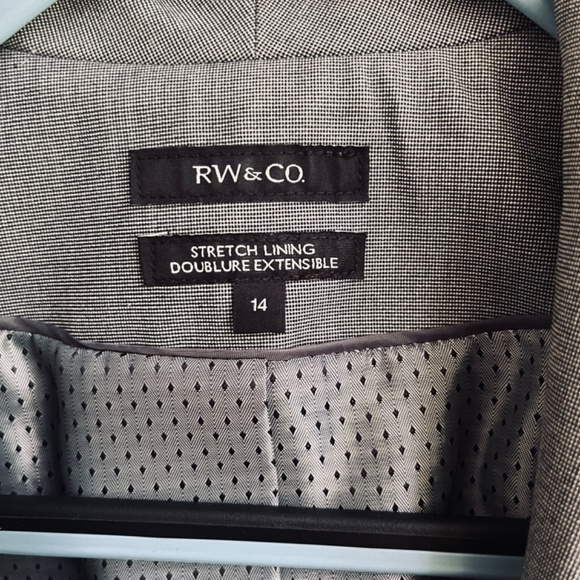 RW&CO.
STRETCH LINING
DOUBLURE EXTENSIBLE
14